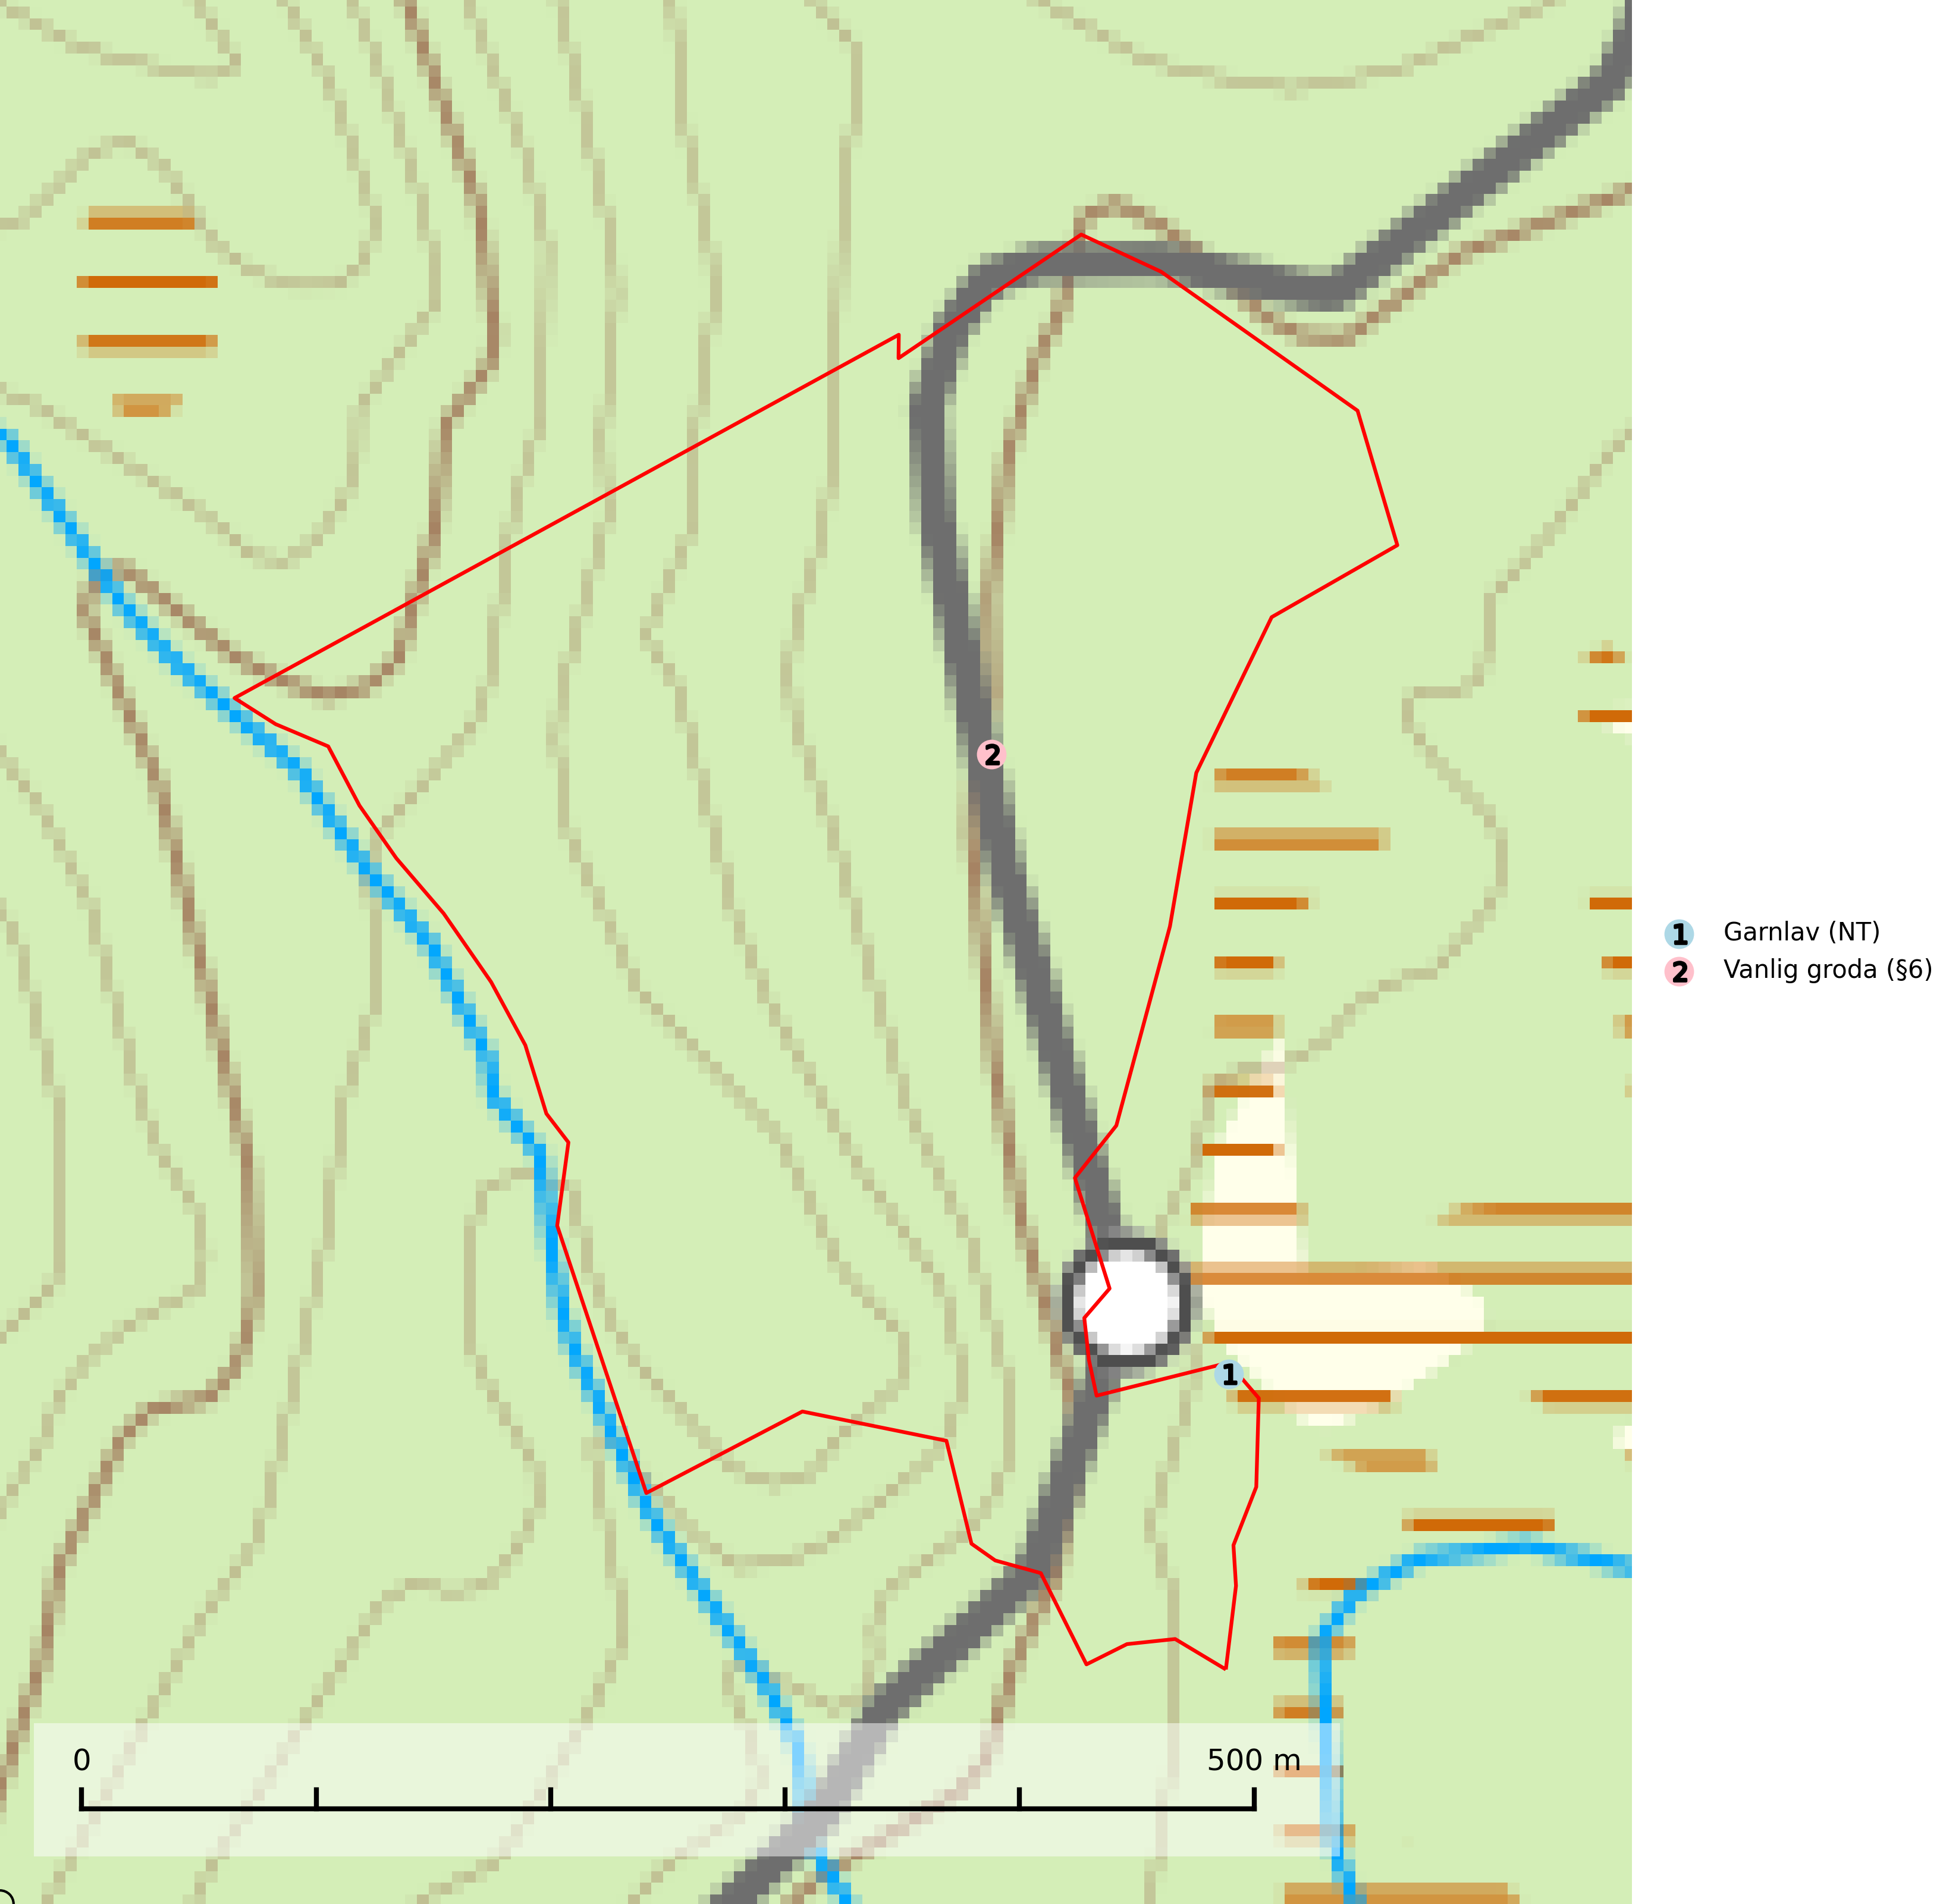 2
1
1 Garnlav (NT)
2 Vanlig groda (§6)
0 500 m